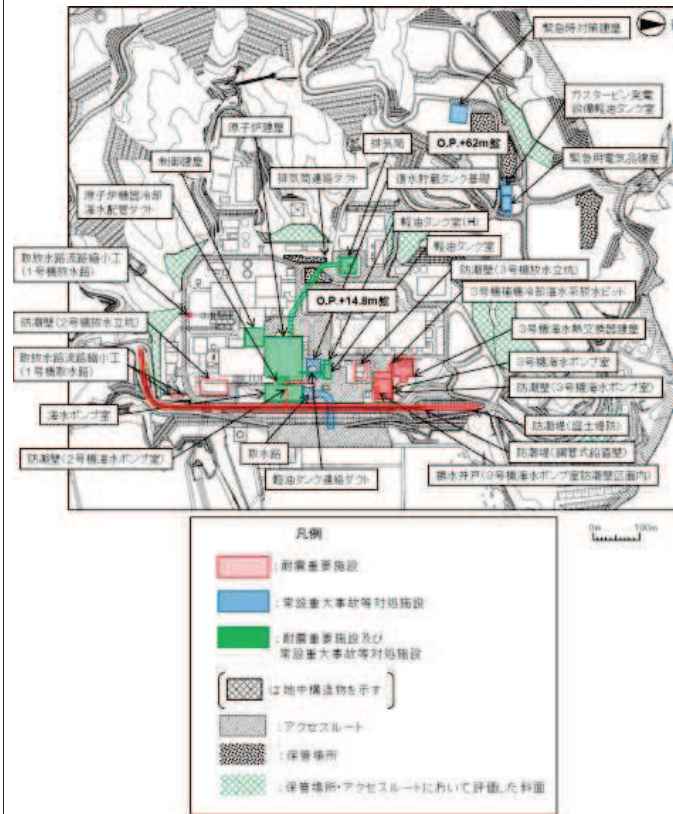 緊急時対策建屋
ガスタービン発電
設備軽油タンク室
原子炉建屋
排気筒
O.P.+62m盤
緊急用電気品建屋
制御建屋
排気筒連絡ダクト
復水貯蔵タンク基礎
原子炉機器冷却
海水配管ダクト
軽油タンク室(H)
軽油タンク室
取放水路流路縮小工
(1号機放水路)
防潮壁(3号機放水立坑)
O.P.+14.8m盤
3号機補機冷却海水系放水ピット
防潮壁(2号機放水立坑)
3号機海水熱交換器建屋
取放水路流路縮小工
(1号機取水路)
3号機海水ポンプ室
防潮壁(3号機海水ポンプ室)
海水ポンプ室
防潮堤(盛土堤防)
防潮壁(2号機海水ポンプ室)
取水路
防潮堤(鋼管式鉛直壁)
軽油タンク連絡ダクト
揚水井戸(3号機海水ポンプ室防潮壁区画内)
0m 100m
凡例
:耐震重要施設
:常設重大事故等対処施設
:耐震重要施設及び
常設重大事故等対処施設
は地中構造物を示す
:アクセスルート
:保管場所
:保管場所・アクセスルートにおいて評価した斜面